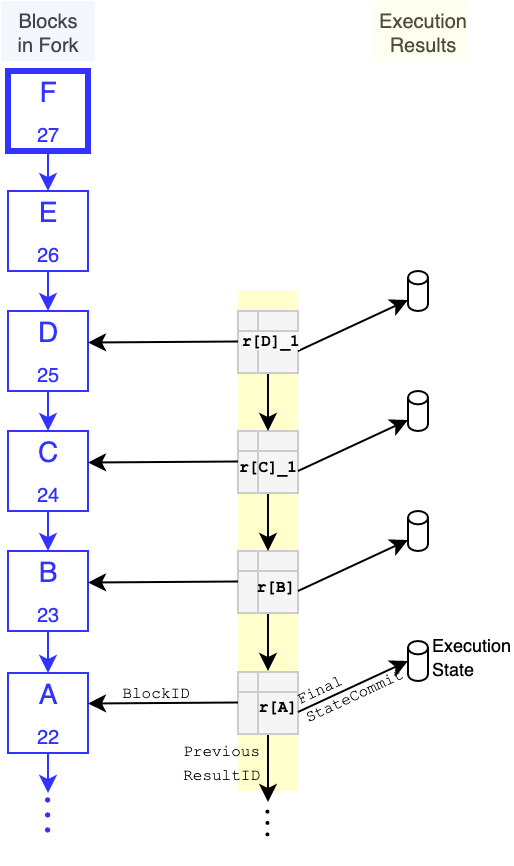 Blocks
in Fork
Execution
Results
F
27
E
26
D
25
r[D]_1
C
24
r[C]_1
B
23
r[B]
A
22
BlockID
r[A]
Final
StateCommit
Execution
State
Previous
ResultID